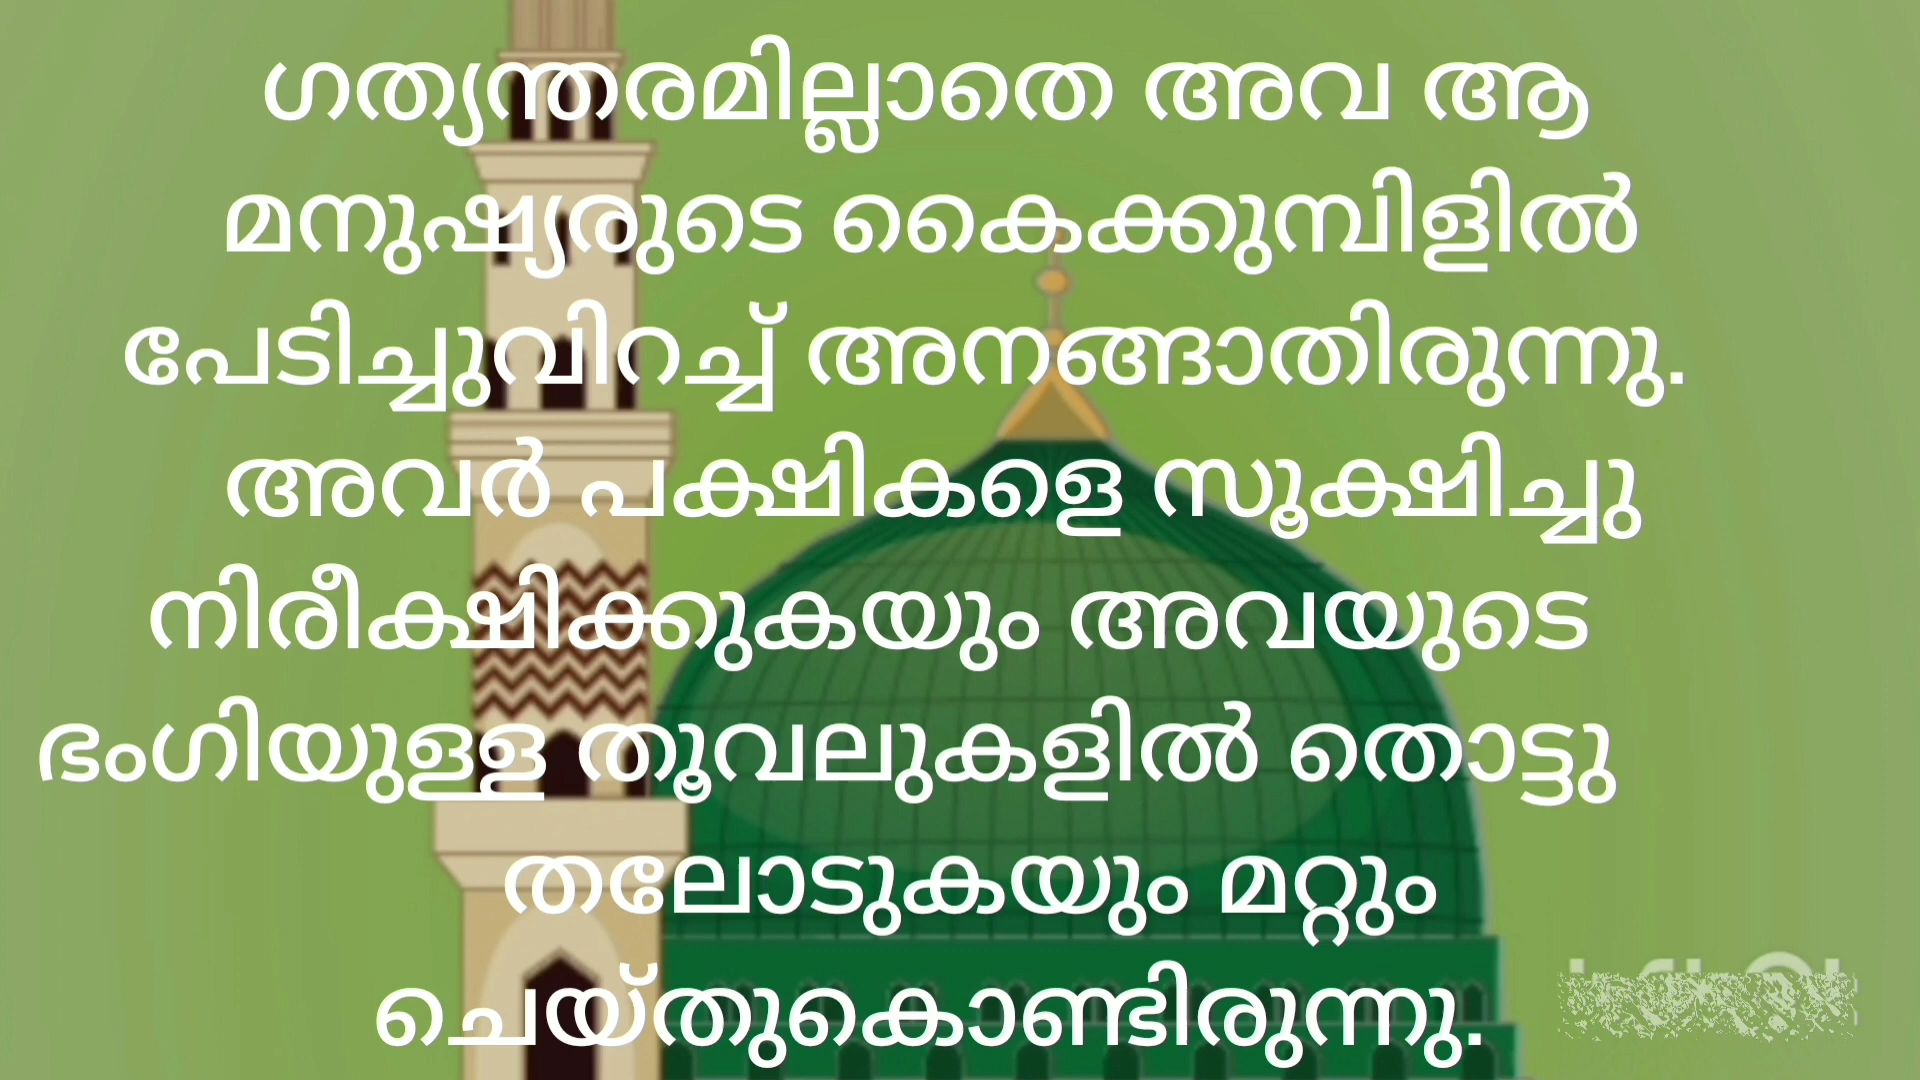 ഗത്യന്തരമില്ലാതെ അവ ആ
മനുഷ്യരുടെ കൈക്കുമ്പിളിൽ
പേടിച്ചുവിറച്ച് അനങ്ങാതിരുന്നു.
അവർ പക്ഷികളെ സൂക്ഷിച്ചു
നിരീക്ഷിക്കുകയും അവയുടെ
ഭംഗിയുള്ള തൂവലുകളിൽ തൊട്ടു
തലോടുകയും മറ്റും
ചെയ്തുകൊണ്ടിരുന്നു.